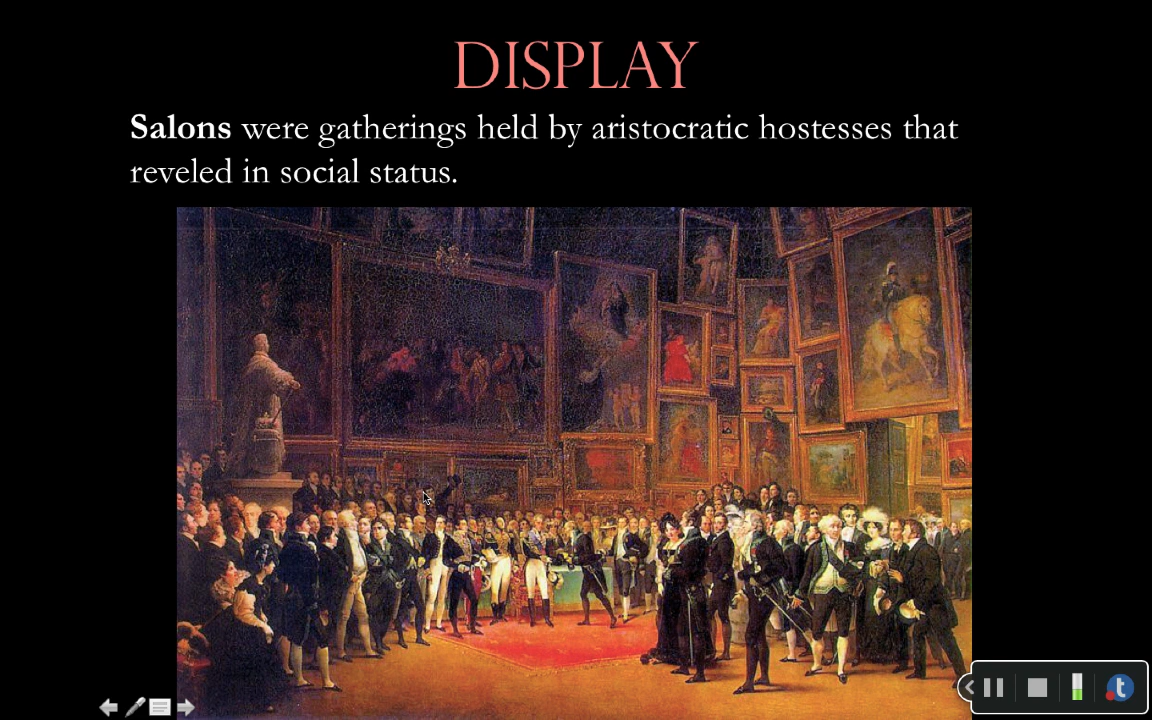 DISPLAY
Salons were gatherings held by aristocratic hostesses that
reveled in social status.
t